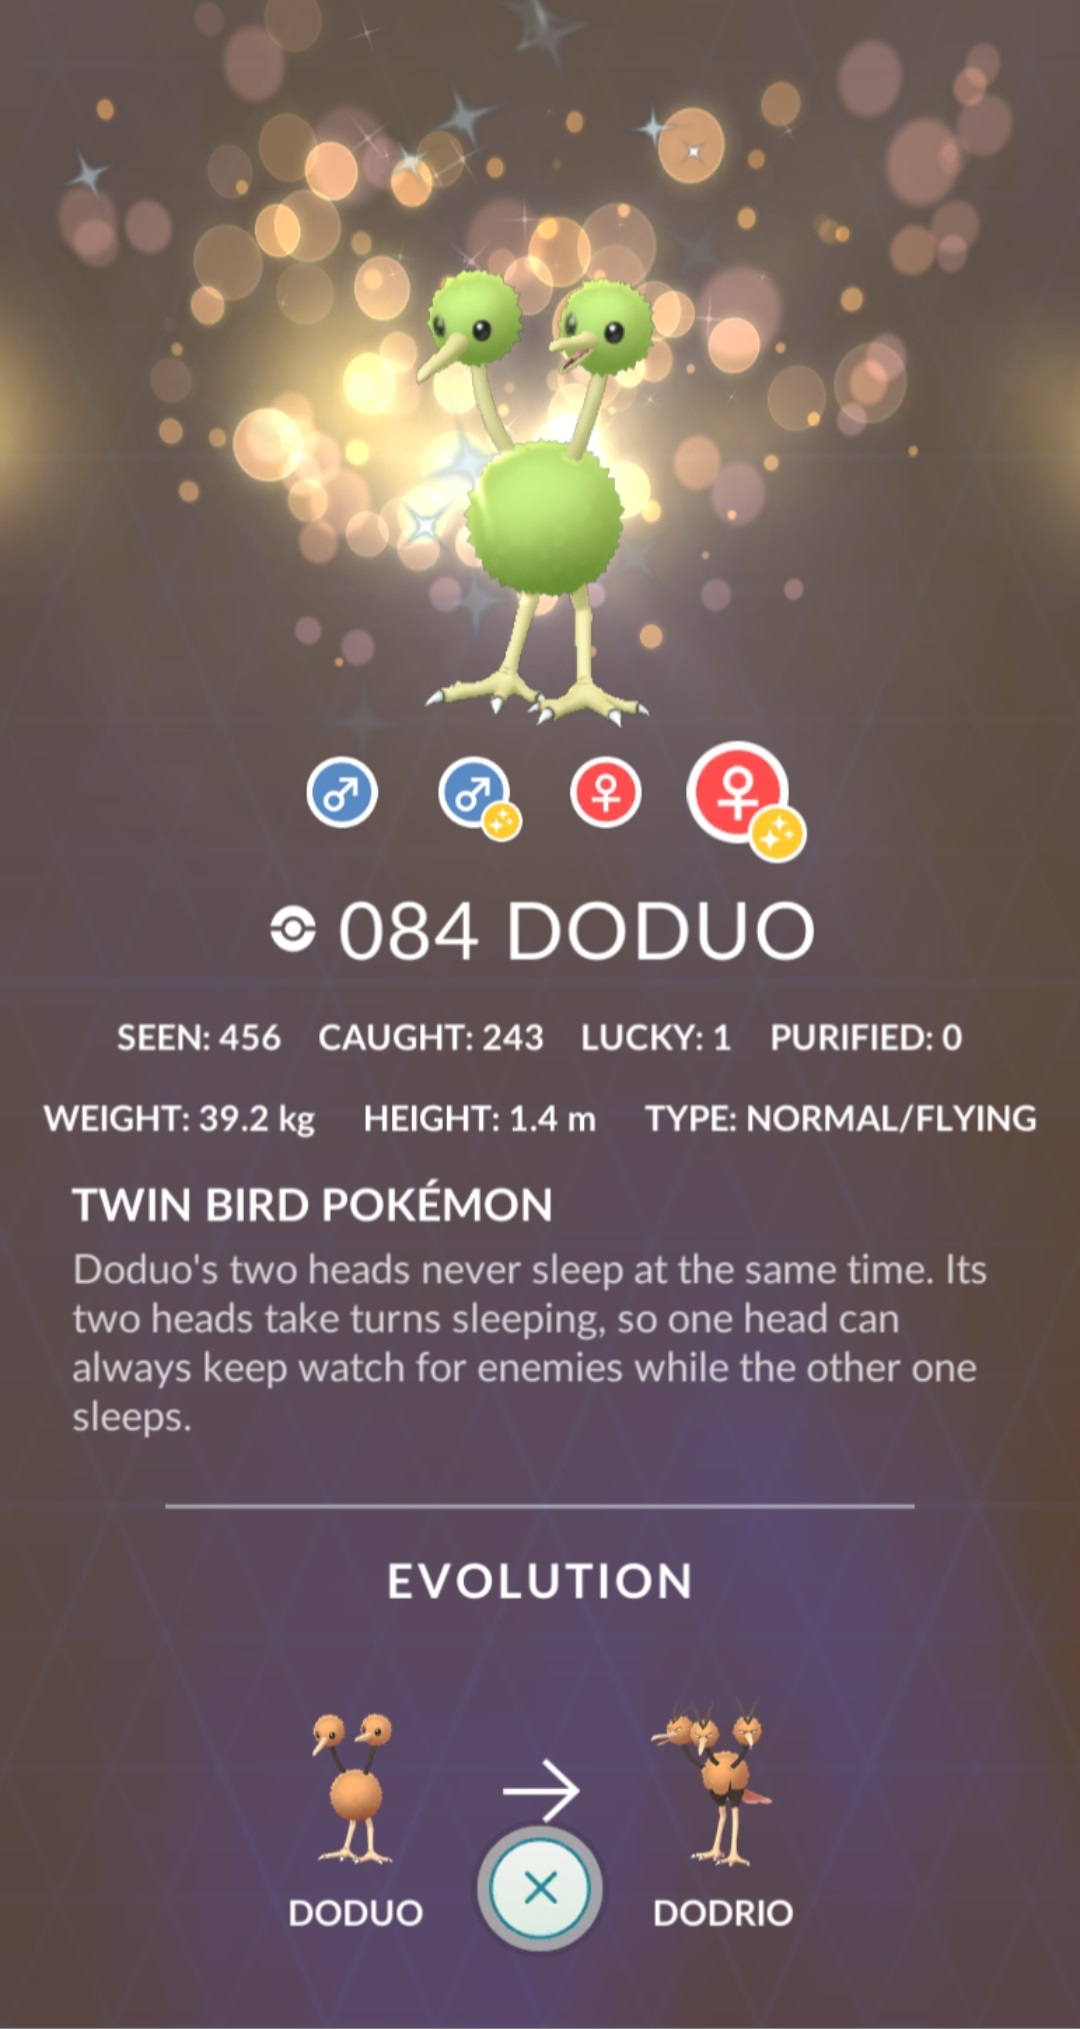 084 DODUO
SEEN: 456 CAUGHT: 243 LUCKY: 1 PURIFIED: 0
WEIGHT: 39.2 kg HEIGHT: 1.4 m TYPE: NORMAL/FLYING
TWIN BIRD POKÉMON
Doduo's two heads never sleep at the same time. Its
two heads take turns sleeping, so one head can
always keep watch for enemies while the other one
sleeps.
EVOLUTION
DODUO DODRIO